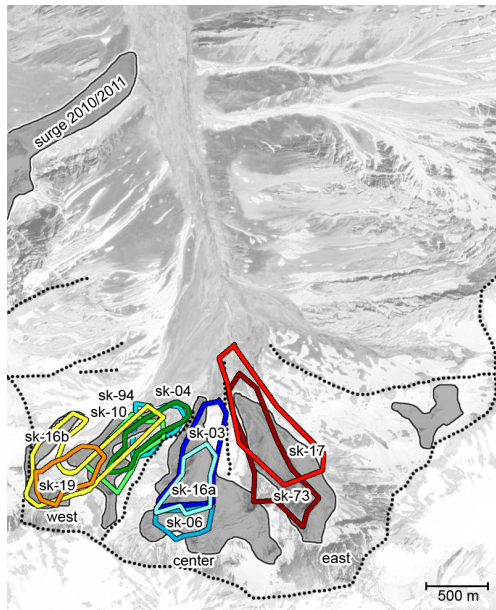 surge 2010/2011
sk-94
sk-04
sk-10
sk-16b
sk-03
sk-17
sk-19
sk-16a
sk-73
west
sk-06
center
east
500 m